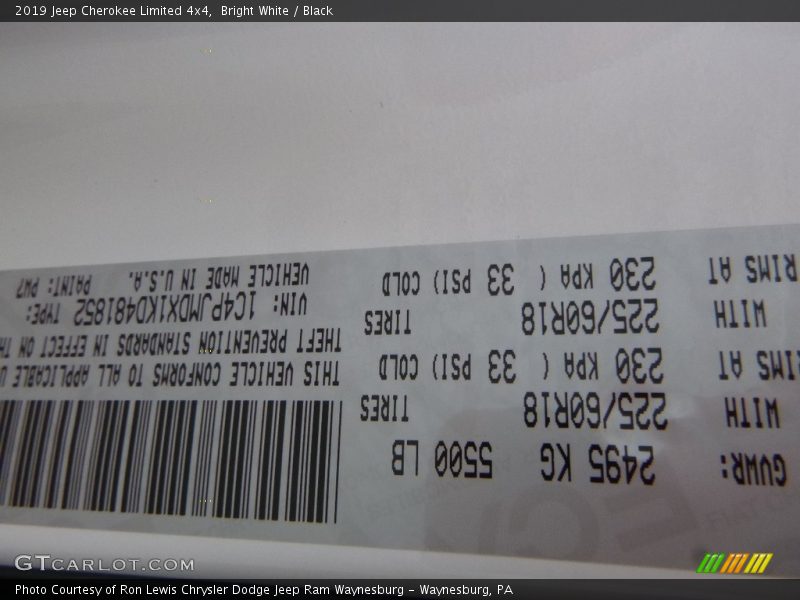 2019 Jeep Cherokee Limited 4x4, Bright White / Black
GVWR: 2495 KG 5500 LB
WITH 225/60R18 TIRES
RIMS AT 230 KPA ( 33 PSI) COLD
WITH 225/60R18 TIRES
RIMS AT 230 KPA ( 33 PSI) COLD
THIS VEHICLE CONFORMS TO ALL APPLICABLE
THEFT PREVENTION STANDARDS IN EFFECT ON
VIN: 1C4PJMDX1KD481852 TYPE:
VEHICLE MADE IN U.S.A. PAINT: PW7
GTCARLOT.COM
Photo Courtesy of Ron Lewis Chrysler Dodge Jeep Ram Waynesburg – Waynesburg, PA